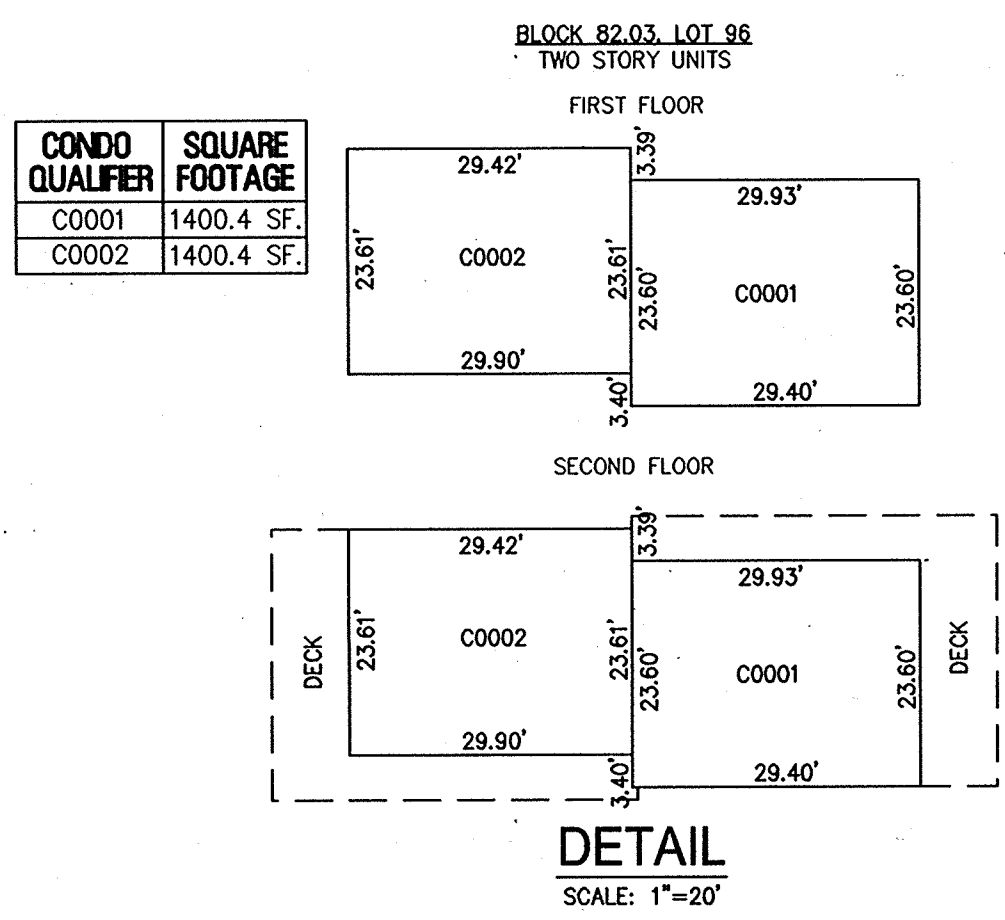 BLOCK 82.03, LOT 96
TWO STORY UNITS
FIRST FLOOR
CONDO QUALIFIER SQUARE FOOTAGE
C0001 1400.4 SF.
C0002 1400.4 SF.
29.42'
3.39'
29.93'
23.61'
C0002
23.61'
23.60'
C0001
23.60'
29.90'
3.40'
29.40'
SECOND FLOOR
29.42'
3.39'
29.93'
DECK
23.61'
C0002
23.61'
23.60'
C0001
23.60'
DECK
29.90'
3.40'
29.40'
DETAIL
SCALE: 1"=20'